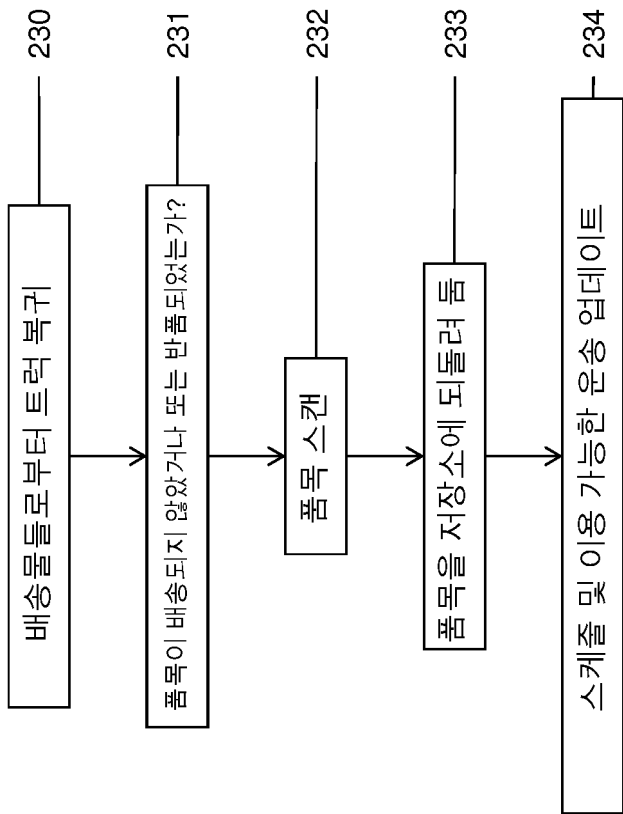 배송물들로부터 트럭 복귀
230
품목이 배송되지 않았거나 또는 반품되었는가?
231
품목 스캔
232
품목을 저장소에 되돌려 둠
233
스케줄 및 이용 가능한 운송 업데이트
234